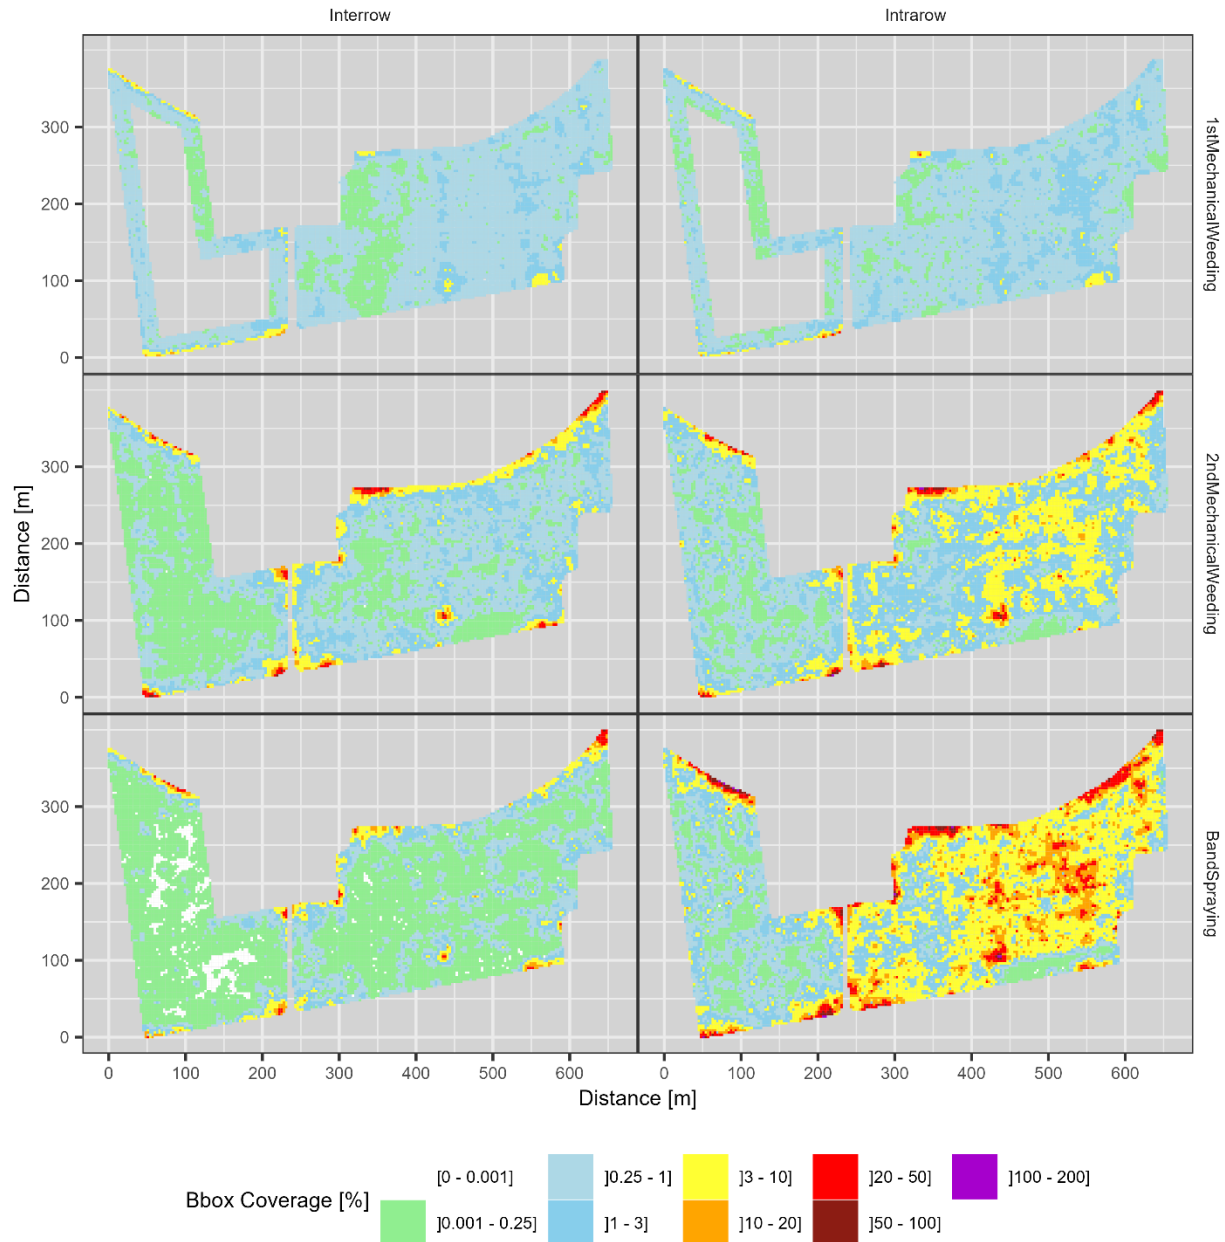 Interrow Intrarow
300
200
100
0
1stMechanicalWeeding
300
200
100
0
2ndMechanicalWeeding
300
200
100
0
BandSpraying
Distance [m]
0 100 200 300 400 500 600 0 100 200 300 400 500 600
Distance [m]
Bbox Coverage [%]
[0 - 0.001] ]0.25 - 1] ]3 - 10] ]20 - 50] ]100 - 200]
]0.001 - 0.25] ]1 - 3] ]10 - 20] ]50 - 100]